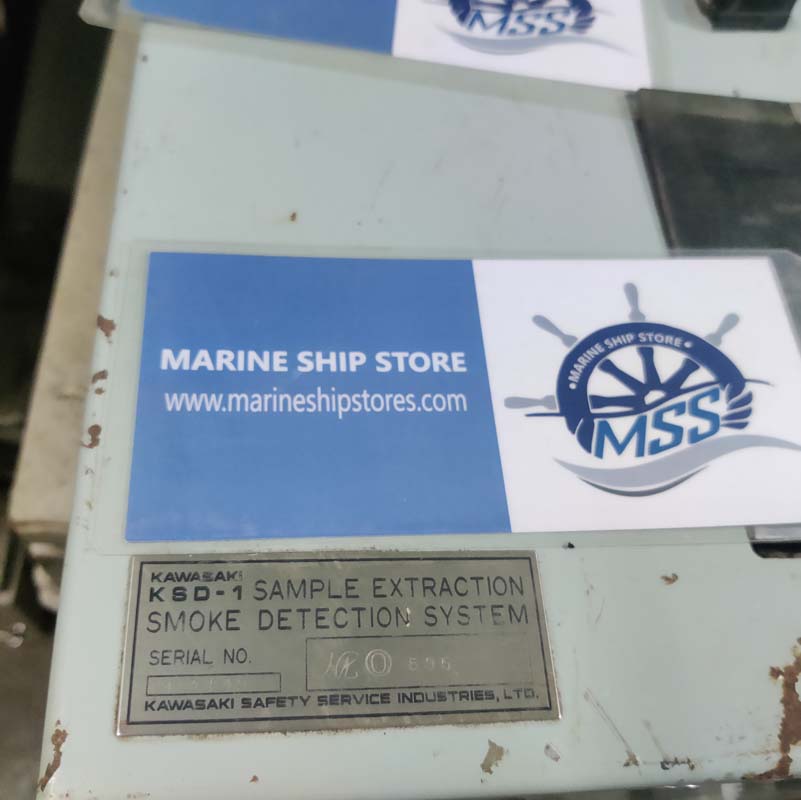 MSS
MARINE SHIP STORE
www.marineshipstores.com
•MARINE SHIP STORE•
MSS
KAWASAKI
KSD-1 SAMPLE EXTRACTION
SMOKE DETECTION SYSTEM
SERIAL NO.
KAWASAKI SAFETY SERVICE INDUSTRIES, LTD.